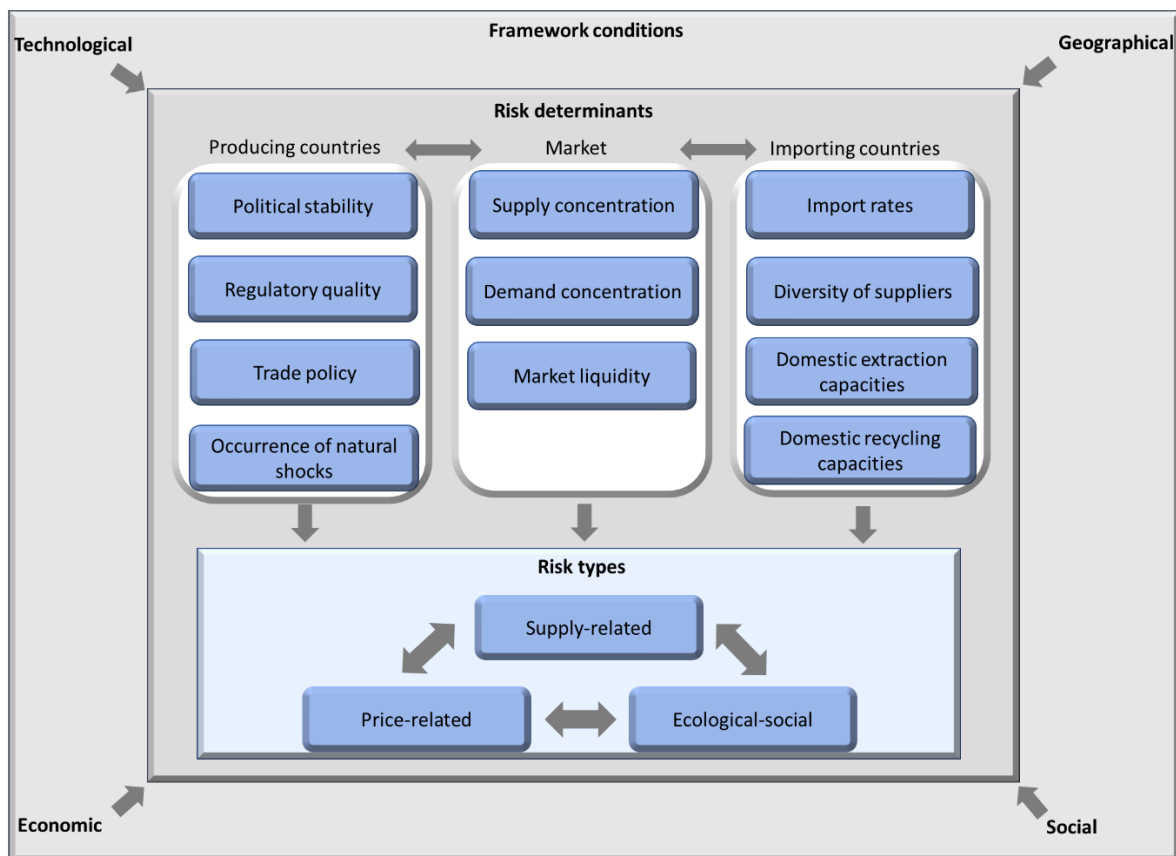 Framework conditions
Technological
Geographical
Risk determinants
Producing countries
Market
Importing countries
Political stability
Regulatory quality
Trade policy
Occurrence of natural
shocks
Supply concentration
Demand concentration
Market liquidity
Import rates
Diversity of suppliers
Domestic extraction
capacities
Domestic recycling
capacities
Risk types
Supply-related
Price-related
Ecological-social
Economic
Social